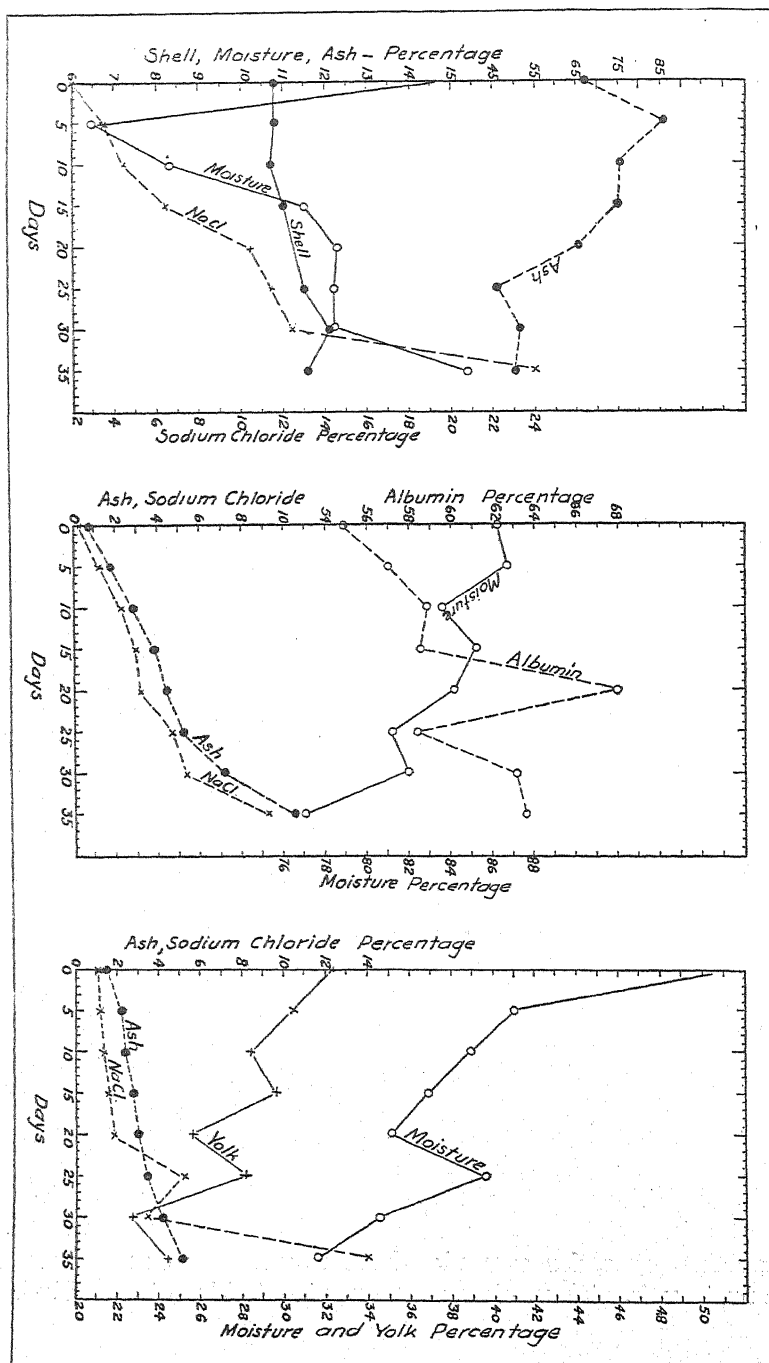 Shell, Moisture, Ash - Percentage
6 7 8 9 10 11 12 13 14 15 45 55 65 75 85
0
5
10
15
20
25
30
35
Days
Moisture
NaCl
Shell
Ash
2 4 6 8 10 12 14 16 18 20 22 24
Sodium Chloride Percentage
Ash, Sodium Chloride
Albumin Percentage
0 2 4 6 8 10 54 56 58 60 62 64 66 68
0
5
10
15
20
25
30
35
Days
Moisture
Albumin
Ash
NaCl.
76 78 80 82 84 86 88
Moisture Percentage
Ash, Sodium Chloride Percentage
0 2 4 6 8 10 12 14
0
5
10
15
20
25
30
35
Days
Ash
NaCl.
Yolk
Moisture
20 22 24 26 28 30 32 34 36 38 40 42 44 46 48 50
Moisture and Yolk Percentage